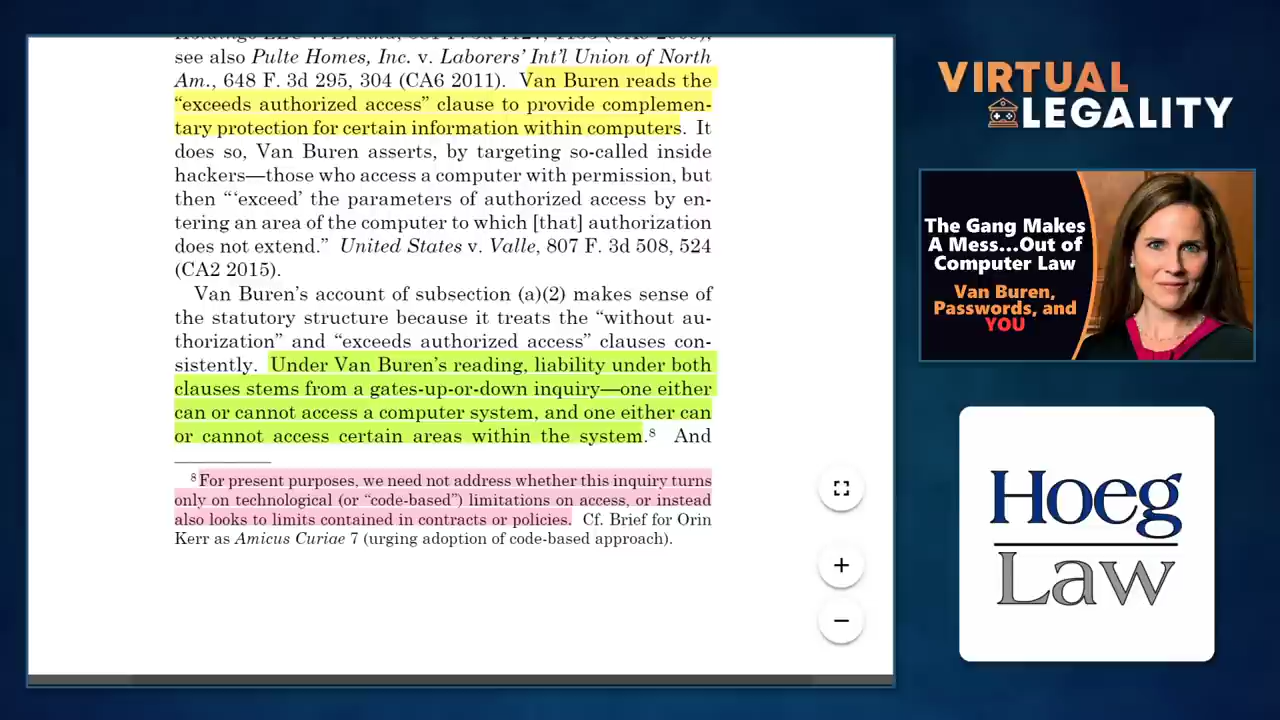 see also Pulte Homes, Inc. v. Laborers’ Int’l Union of North
Am., 648 F. 3d 295, 304 (CA6 2011). Van Buren reads the
“exceeds authorized access” clause to provide complemen-
tary protection for certain information within computers. It
does so, Van Buren asserts, by targeting so-called inside
hackers—those who access a computer with permission, but
then “‘exceed’ the parameters of authorized access by en-
tering an area of the computer to which [that] authorization
does not extend.” United States v. Valle, 807 F. 3d 508, 524
(CA2 2015).
Van Buren’s account of subsection (a)(2) makes sense of
the statutory structure because it treats the “without au-
thorization” and “exceeds authorized access” clauses con-
sistently. Under Van Buren’s reading, liability under both
clauses stems from a gates-up-or-down inquiry—one either
can or cannot access a computer system, and one either can
or cannot access certain areas within the system.⁸ And
⁸ For present purposes, we need not address whether this inquiry turns
only on technological (or “code-based”) limitations on access, or instead
also looks to limits contained in contracts or policies. Cf. Brief for Orin
Kerr as Amicus Curiae 7 (urging adoption of code-based approach).
+
−
VIRTUAL
LEGALITY
The Gang Makes
A Mess...Out of
Computer Law
Van Buren,
Passwords, and
YOU
Hoeg
Law